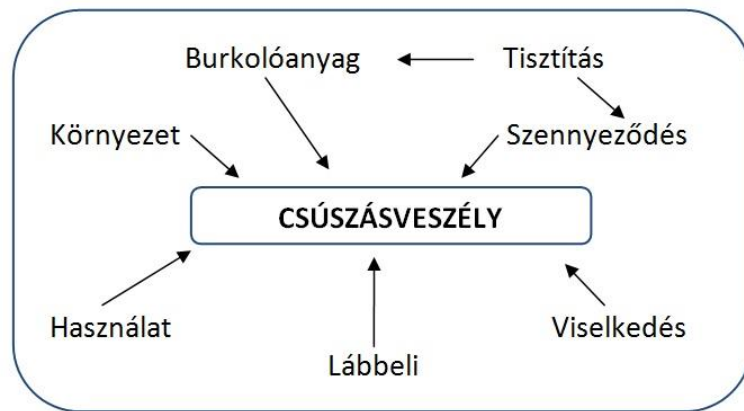 Burkolóanyag
Tisztítás
Környezet
Szennyeződés
CSÚSZÁSVESZÉLY
Használat
Viselkedés
Lábbeli